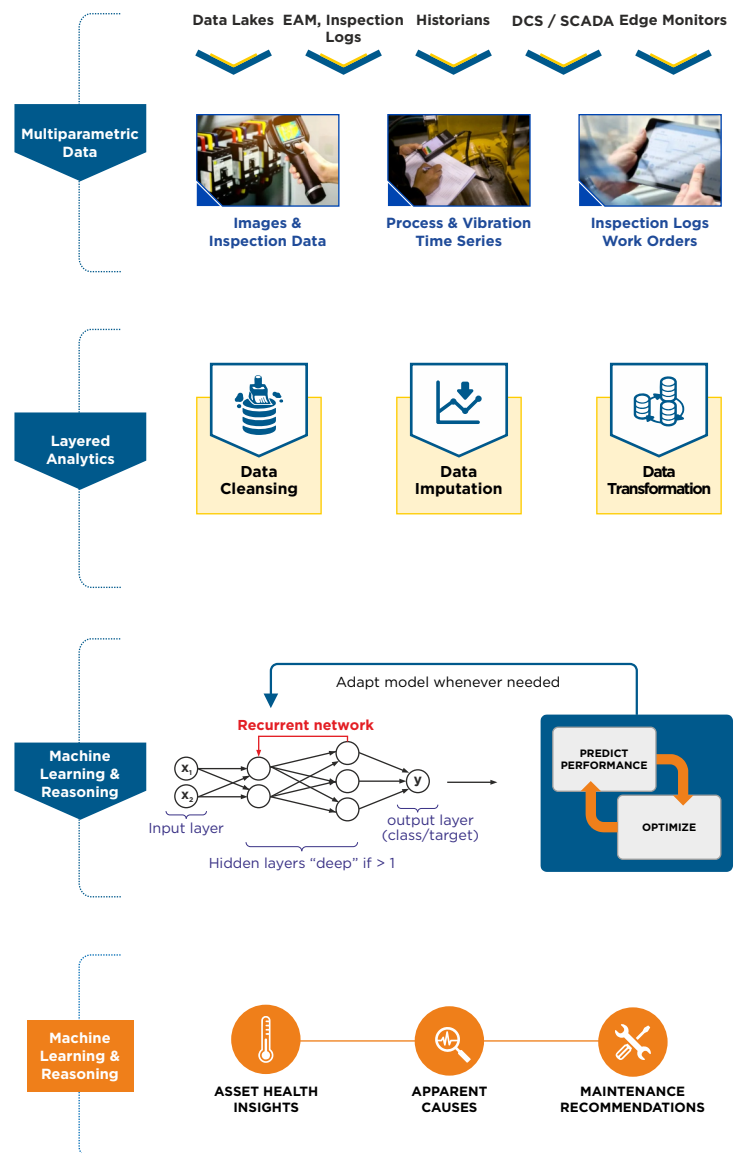 Data Lakes
EAM, Inspection
Logs
Historians
DCS / SCADA
Edge Monitors
Multiparametric
Data
Images &
Inspection Data
Process & Vibration
Time Series
Inspection Logs
Work Orders
Layered
Analytics
Data
Cleansing
Data
Imputation
Data
Transformation
Machine
Learning &
Reasoning
Adapt model whenever needed
Recurrent network
x₁
x₂
y
Input layer
output layer
(class/target)
Hidden layers “deep” if > 1
PREDICT
PERFORMANCE
OPTIMIZE
Machine
Learning &
Reasoning
ASSET HEALTH
INSIGHTS
APPARENT
CAUSES
MAINTENANCE
RECOMMENDATIONS